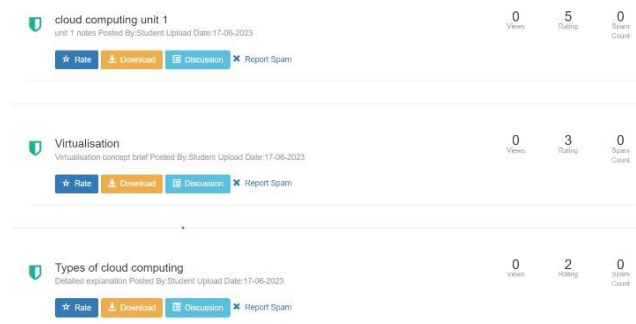 cloud computing unit 1
unit 1 notes Posted By:Student Upload Date:17-06-2023
Rate Download Discussion Report Spam
0 5 0
Views Rating Spam
Count
Virtualisation
Virtualisation concept brief Posted By:Student Upload Date:17-06-2023
Rate Download Discussion Report Spam
0 3 0
Views Rating Spam
Count
Types of cloud computing
Detailed explanation Posted By:Student Upload Date:17-06-2023
Rate Download Discussion Report Spam
0 2 0
Views Rating Spam
Count